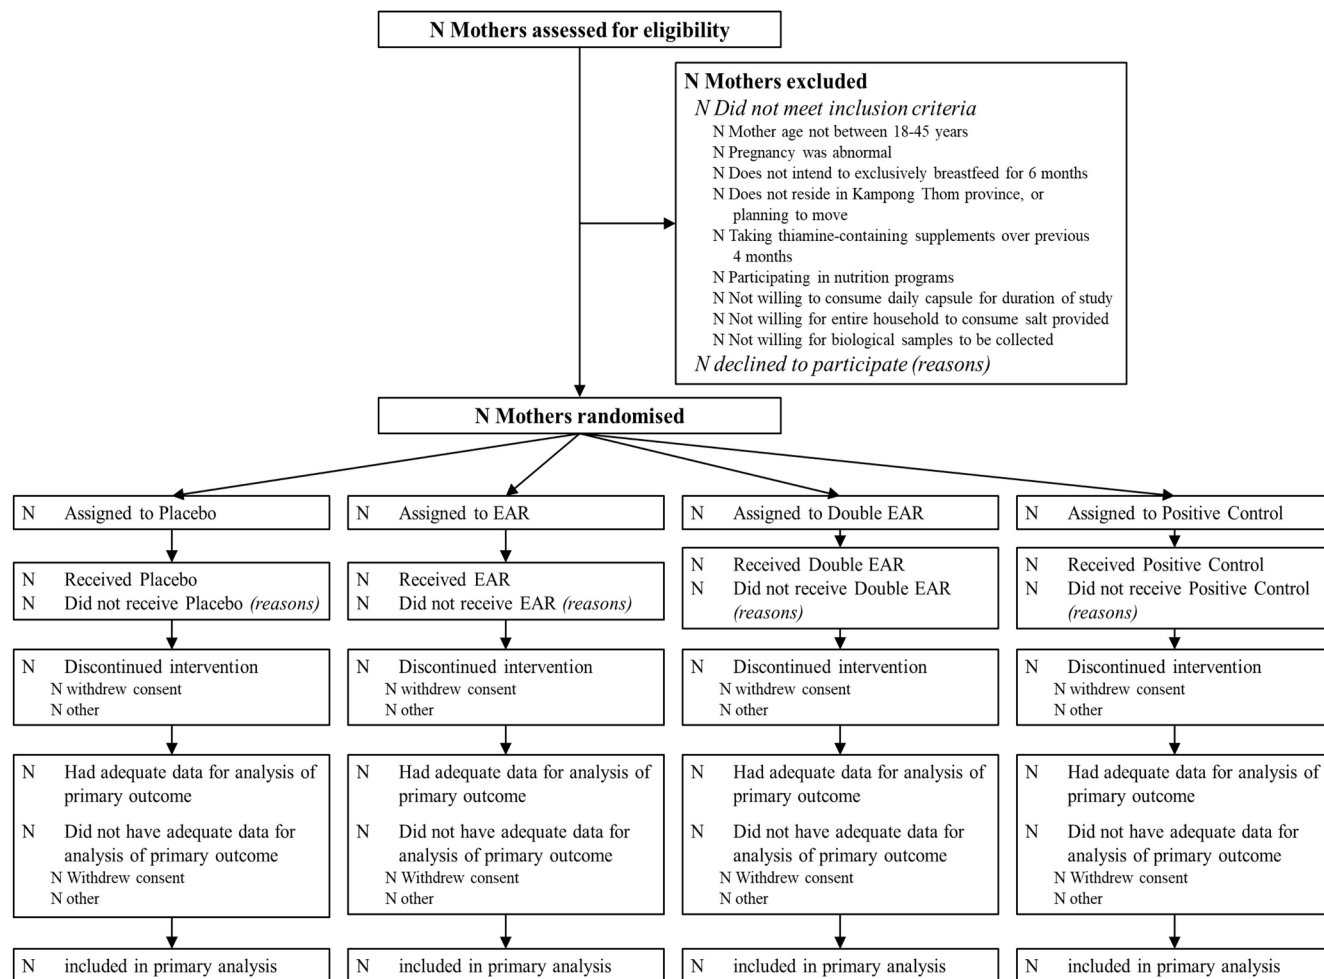 N Mothers assessed for eligibility
N Mothers excluded
N Did not meet inclusion criteria
N Mother age not between 18-45 years
N Pregnancy was abnormal
N Does not intend to exclusively breastfeed for 6 months
N Does not reside in Kampong Thom province, or
planning to move
N Taking thiamine-containing supplements over previous
4 months
N Participating in nutrition programs
N Not willing to consume daily capsule for duration of study
N Not willing for entire household to consume salt provided
N Not willing for biological samples to be collected
N declined to participate (reasons)
N Mothers randomised
N Assigned to Placebo
N Received Placebo
N Did not receive Placebo (reasons)
N Discontinued intervention
N withdrew consent
N other
N Had adequate data for analysis of
primary outcome
N Did not have adequate data for
analysis of primary outcome
N Withdrew consent
N other
N included in primary analysis
N Assigned to EAR
N Received EAR
N Did not receive EAR (reasons)
N Discontinued intervention
N withdrew consent
N other
N Had adequate data for analysis of
primary outcome
N Did not have adequate data for
analysis of primary outcome
N Withdrew consent
N other
N included in primary analysis
N Assigned to Double EAR
N Received Double EAR
N Did not receive Double EAR
(reasons)
N Discontinued intervention
N withdrew consent
N other
N Had adequate data for analysis of
primary outcome
N Did not have adequate data for
analysis of primary outcome
N Withdrew consent
N other
N included in primary analysis
N Assigned to Positive Control
N Received Positive Control
N Did not receive Positive Control
(reasons)
N Discontinued intervention
N withdrew consent
N other
N Had adequate data for analysis of
primary outcome
N Did not have adequate data for
analysis of primary outcome
N Withdrew consent
N other
N included in primary analysis